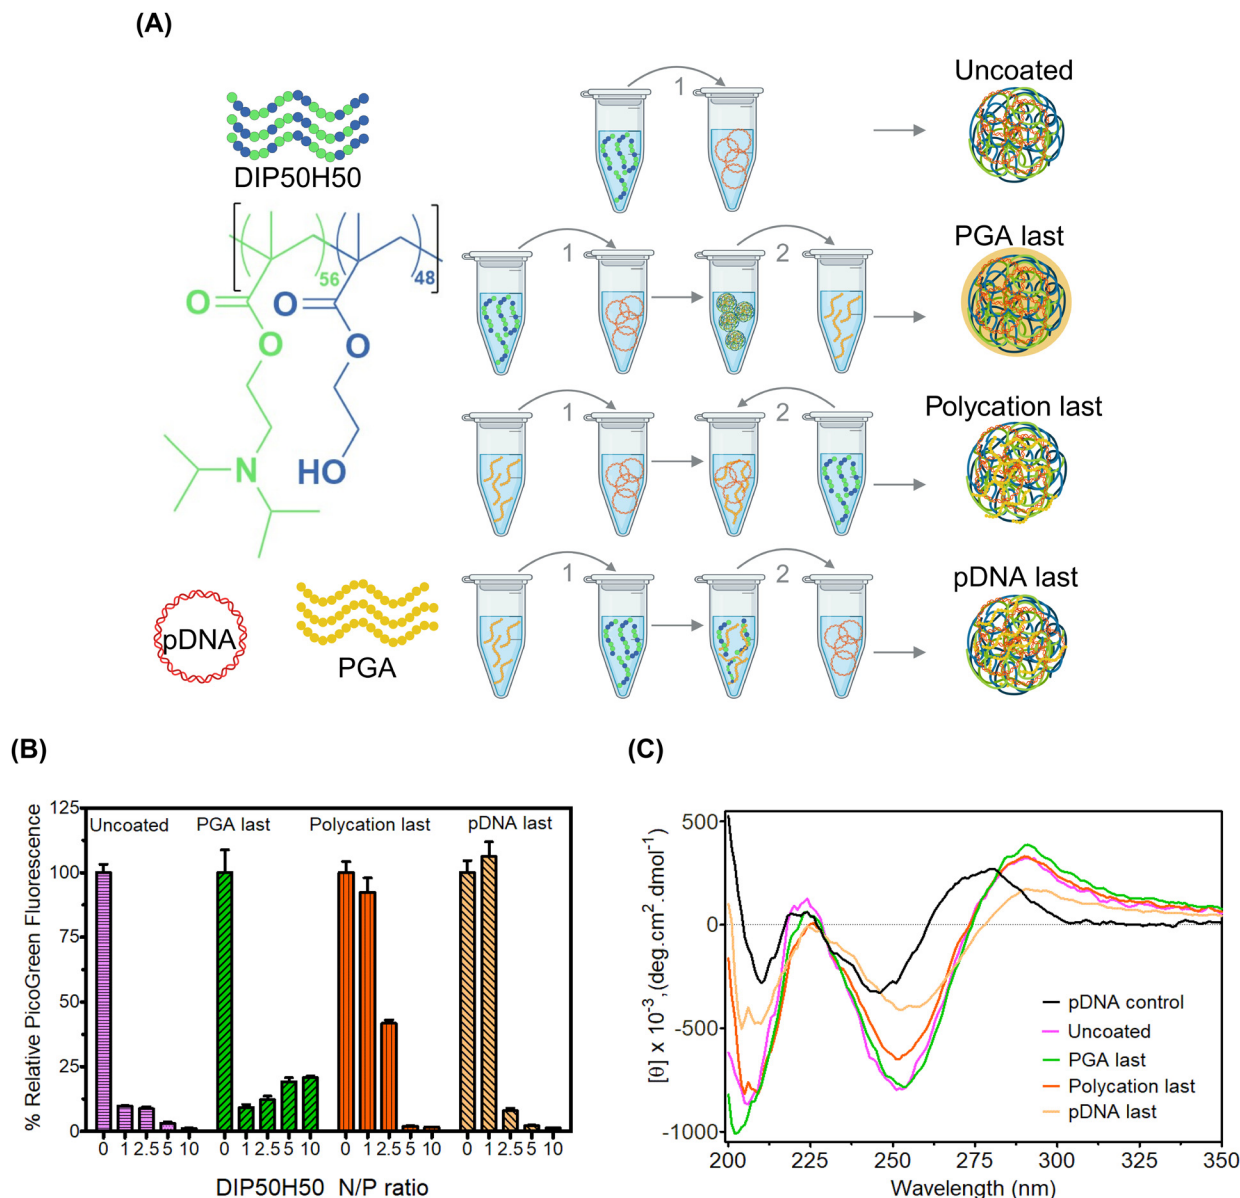 (A)
DIP50H50
56
48
O
O
O
O
N
HO
pDNA
PGA
1
Uncoated
1
2
PGA last
1
2
Polycation last
1
2
pDNA last
(B)
% Relative PicoGreen Fluorescence
125
100
75
50
25
0
Uncoated
PGA last
Polycation last
pDNA last
0 1 2.5 5 10
0 1 2.5 5 10
0 1 2.5 5 10
0 1 2.5 5 10
DIP50H50 N/P ratio
(C)
[θ] x 10⁻³,(deg.cm².dmol⁻¹)
500
0
-500
-1000
pDNA control
Uncoated
PGA last
Polycation last
pDNA last
200 225 250 275 300 325 350
Wavelength (nm)